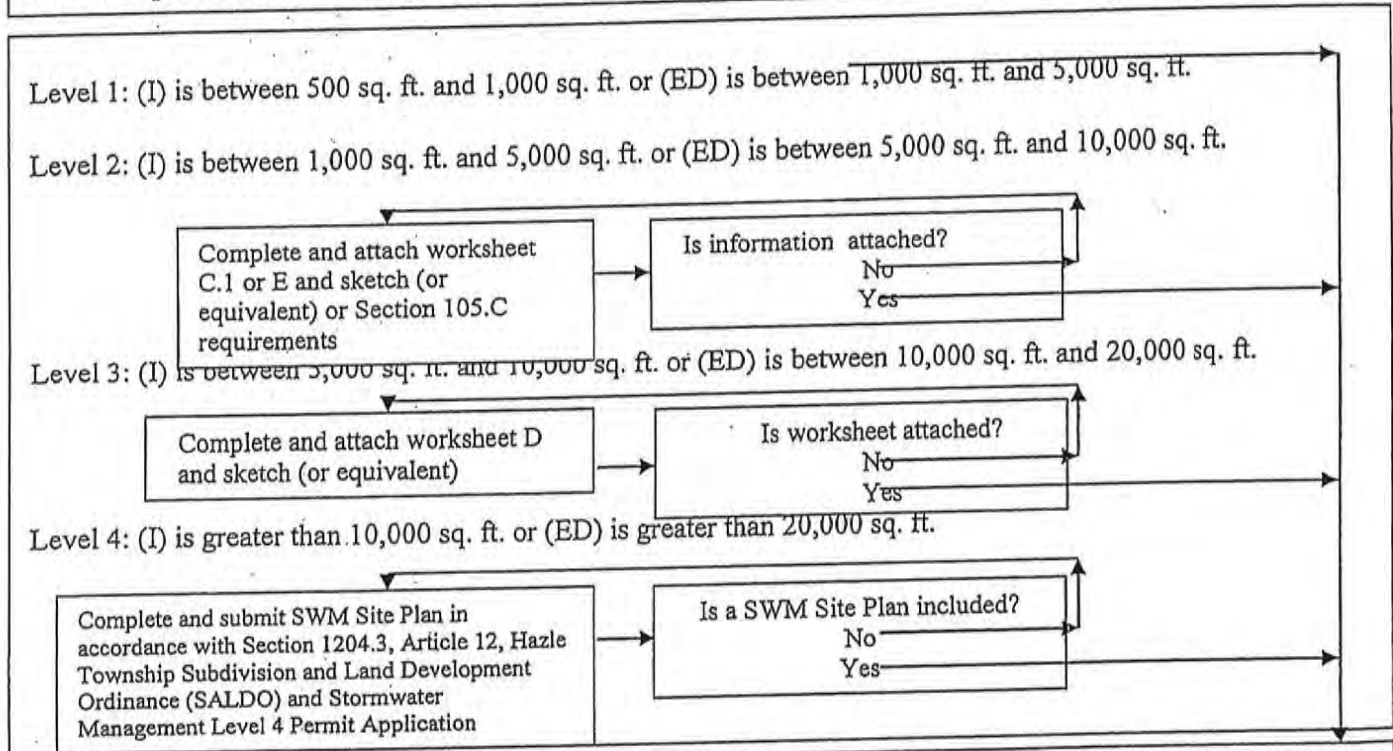 Level 1: (I) is between 500 sq. ft. and 1,000 sq. ft. or (ED) is between 1,000 sq. ft. and 5,000 sq. ft.
Level 2: (I) is between 1,000 sq. ft. and 5,000 sq. ft. or (ED) is between 5,000 sq. ft. and 10,000 sq. ft.
Complete and attach worksheet
C.1 or E and sketch (or
equivalent) or Section 105.C
requirements
Is information attached?
No
Yes
Level 3: (I) is between 5,000 sq. ft. and 10,000 sq. ft. or (ED) is between 10,000 sq. ft. and 20,000 sq. ft.
Complete and attach worksheet D
and sketch (or equivalent)
Is worksheet attached?
No
Yes
Level 4: (I) is greater than 10,000 sq. ft. or (ED) is greater than 20,000 sq. ft.
Complete and submit SWM Site Plan in
accordance with Section 1204.3, Article 12, Hazle
Township Subdivision and Land Development
Ordinance (SALDO) and Stormwater
Management Level 4 Permit Application
Is a SWM Site Plan included?
No
Yes